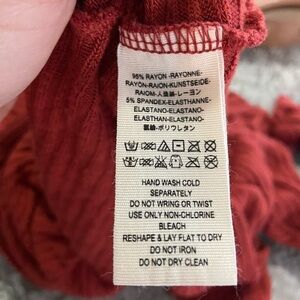 95% RAYON -RAYONNE-
RAYON-RAION-KUNSTSEIDE-
RAIOM-人造絲-レーヨン
5% SPANDEX-ELASTHANNE-
ELASTANO-ELASTANO-
ELASTHAN-ELASTANO-
氨綸-ポリウレタン
HAND WASH COLD
SEPARATELY
DO NOT WRING OR TWIST
USE ONLY NON-CHLORINE
BLEACH
RESHAPE & LAY FLAT TO DRY
DO NOT IRON
DO NOT DRY CLEAN